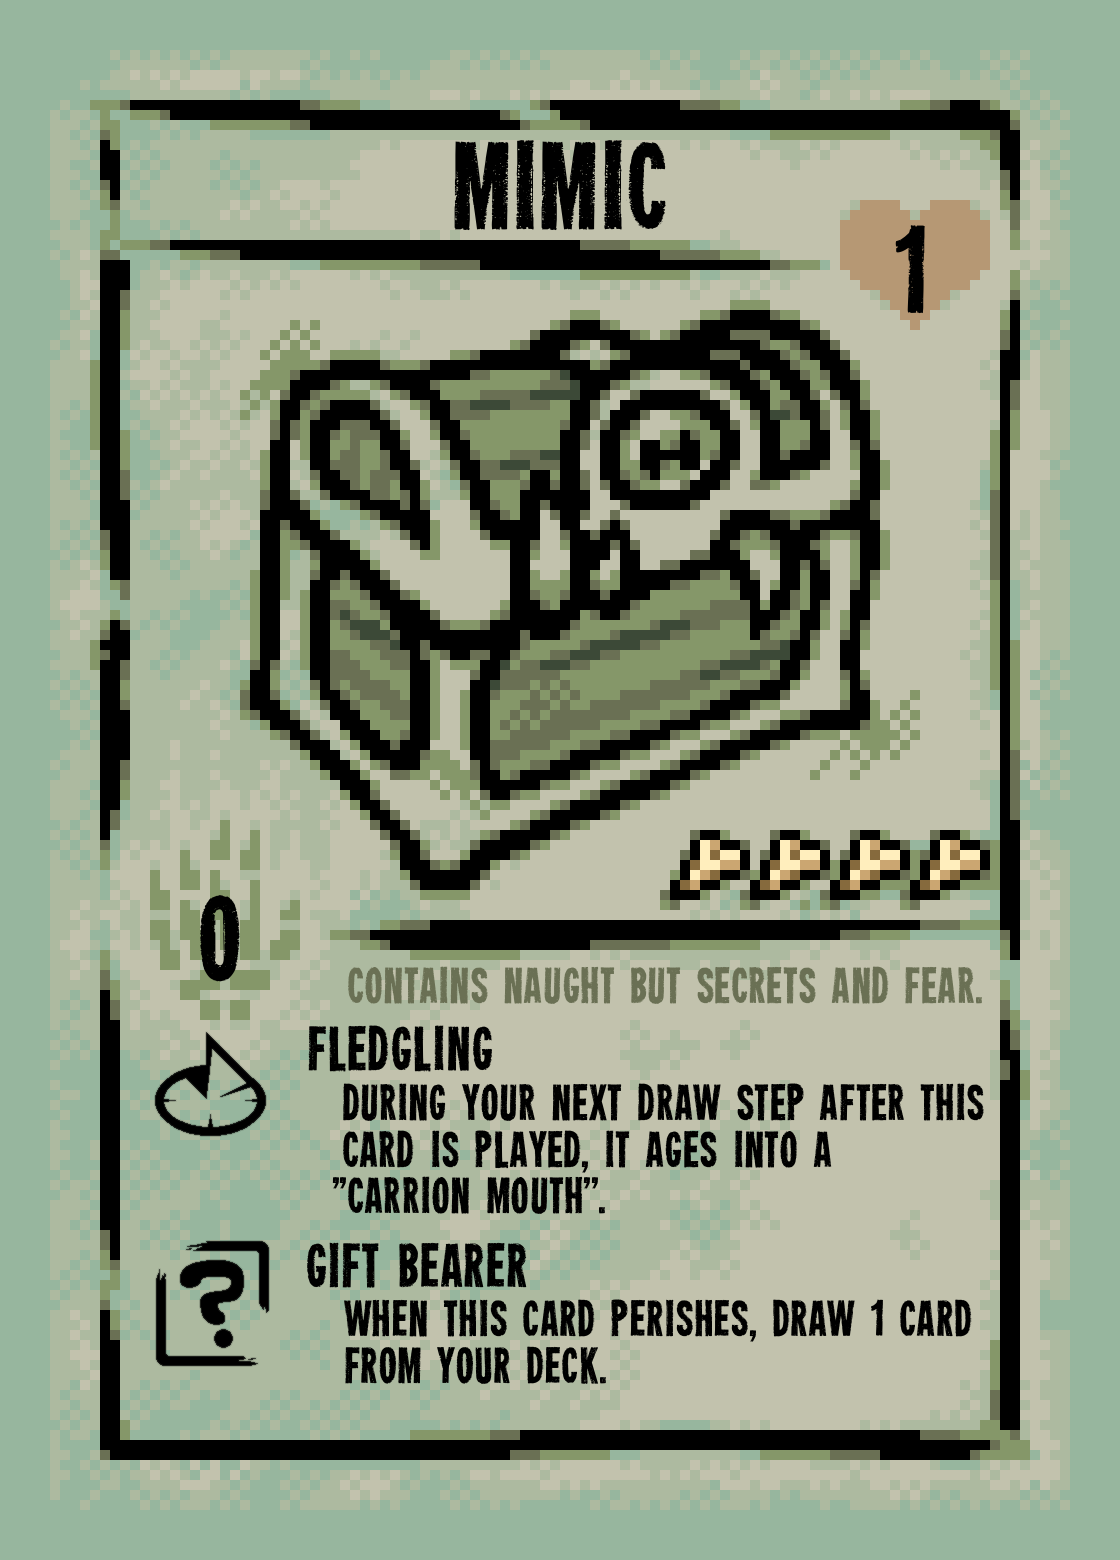 MIMIC
1
0
CONTAINS NAUGHT BUT SECRETS AND FEAR.
FLEDGLING
DURING YOUR NEXT DRAW STEP AFTER THIS
CARD IS PLAYED, IT AGES INTO A
"CARRION MOUTH".
?
GIFT BEARER
WHEN THIS CARD PERISHES, DRAW 1 CARD
FROM YOUR DECK.